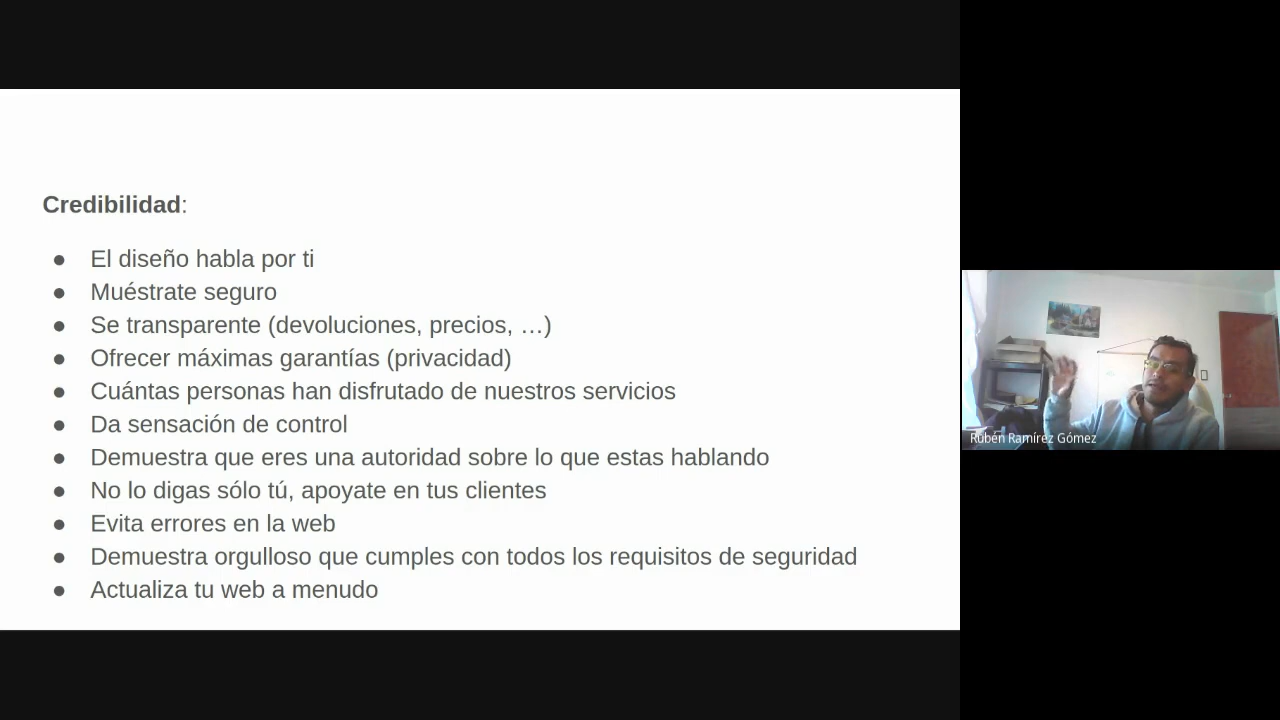 Credibilidad:
● El diseño habla por ti
● Muéstrate seguro
● Se transparente (devoluciones, precios, …)
● Ofrecer máximas garantías (privacidad)
● Cuántas personas han disfrutado de nuestros servicios
● Da sensación de control
● Demuestra que eres una autoridad sobre lo que estas hablando
● No lo digas sólo tú, apoyate en tus clientes
● Evita errores en la web
● Demuestra orgulloso que cumples con todos los requisitos de seguridad
● Actualiza tu web a menudo
Rubén Ramírez Gómez